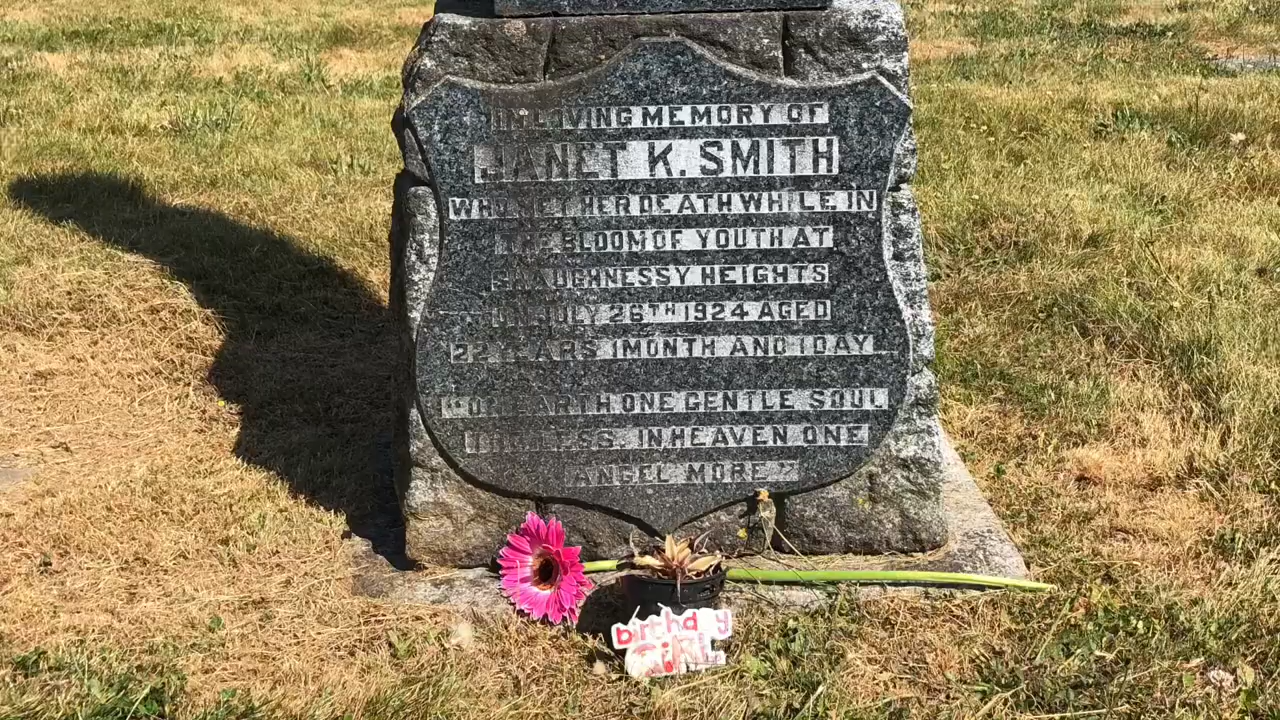 IN LOVING MEMORY OF
JANET K. SMITH
WHO MET HER DEATH WHILE IN
THE BLOOM OF YOUTH AT
SHAUGHNESSY HEIGHTS
ON JULY 26TH 1924 AGED
22 YEARS 1 MONTH AND 1 DAY
"ON EARTH ONE GENTLE SOUL
THE LESS. IN HEAVEN ONE
ANGEL MORE"
birthday
GIRL